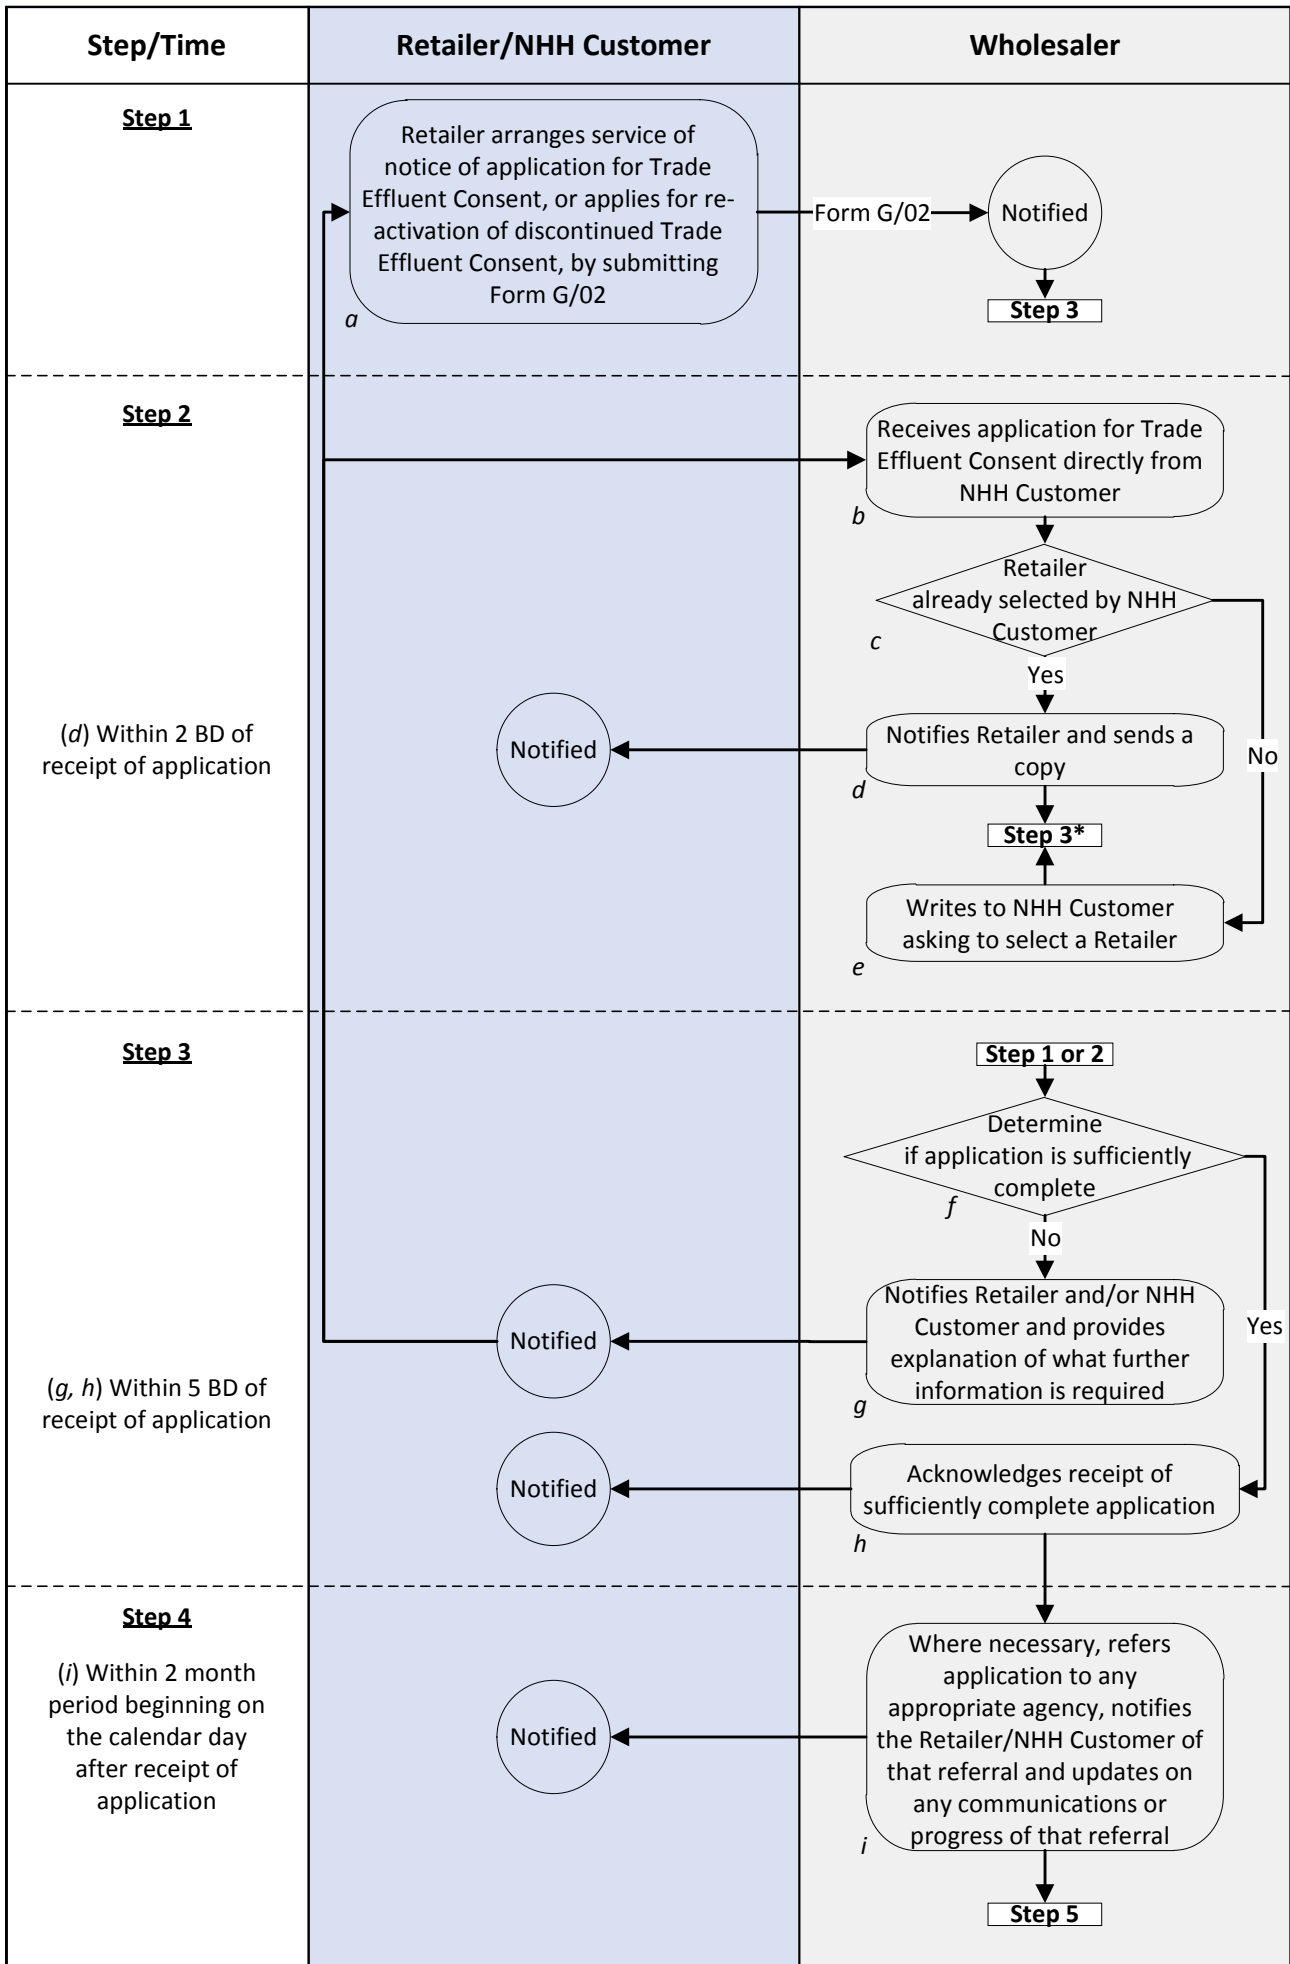 Step/Time
Retailer/NHH Customer
Wholesaler
Step 1
Retailer arranges service of
notice of application for Trade
Effluent Consent, or applies for re-
activation of discontinued Trade
Effluent Consent, by submitting
Form G/02
a
Form G/02
Notified
Step 3
Step 2
Receives application for Trade
Effluent Consent directly from
NHH Customer
b
Retailer
already selected by NHH
Customer
c
Yes
No
(d) Within 2 BD of
receipt of application
Notified
Notifies Retailer and sends a
copy
d
Step 3*
Writes to NHH Customer
asking to select a Retailer
e
Step 3
Step 1 or 2
Determine
if application is sufficiently
complete
f
No
Yes
(g, h) Within 5 BD of
receipt of application
Notified
Notifies Retailer and/or NHH
Customer and provides
explanation of what further
information is required
g
Notified
Acknowledges receipt of
sufficiently complete application
h
Step 4
(i) Within 2 month
period beginning on
the calendar day
after receipt of
application
Notified
Where necessary, refers
application to any
appropriate agency, notifies
the Retailer/NHH Customer of
that referral and updates on
any communications or
progress of that referral
i
Step 5